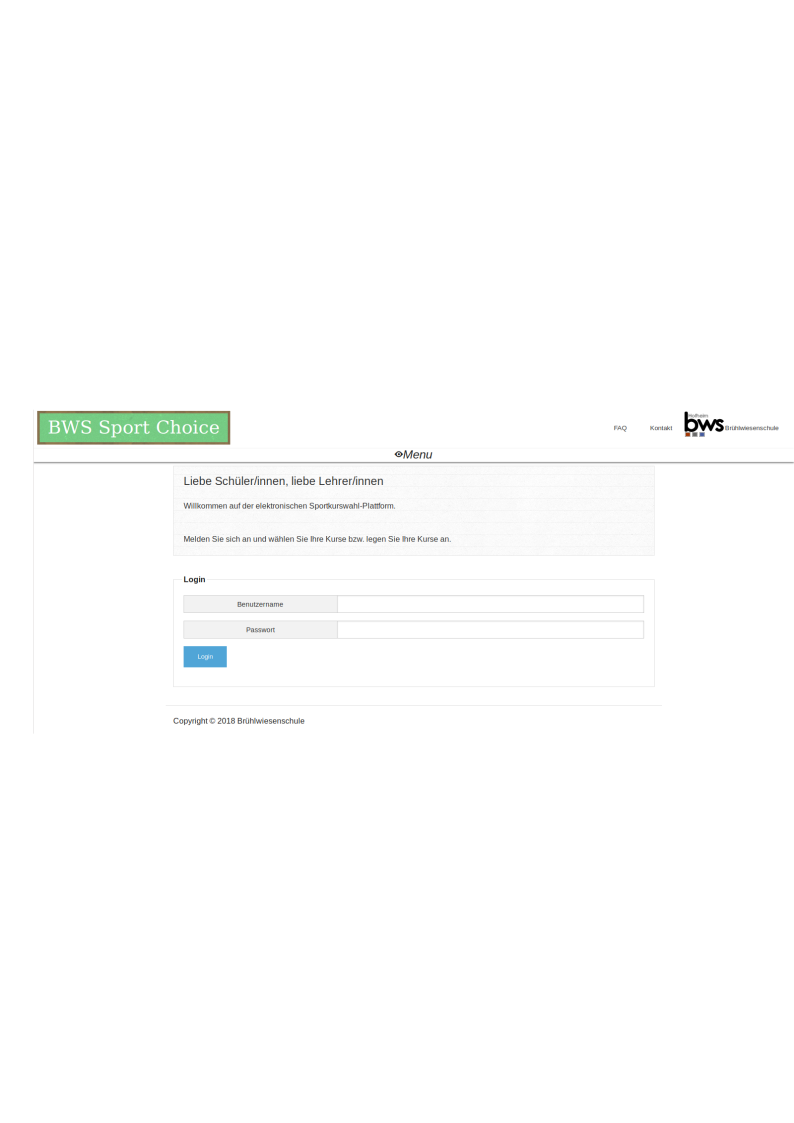 BWS Sport Choice
FAQ
Kontakt
Hofheim
bws
Brühlwiesenschule
Menu
Liebe Schüler/innen, liebe Lehrer/innen
Willkommen auf der elektronischen Sportkurswahl-Plattform.
Melden Sie sich an und wählen Sie Ihre Kurse bzw. legen Sie Ihre Kurse an.
Login
Benutzername
Passwort
Login
Copyright © 2018 Brühlwiesenschule